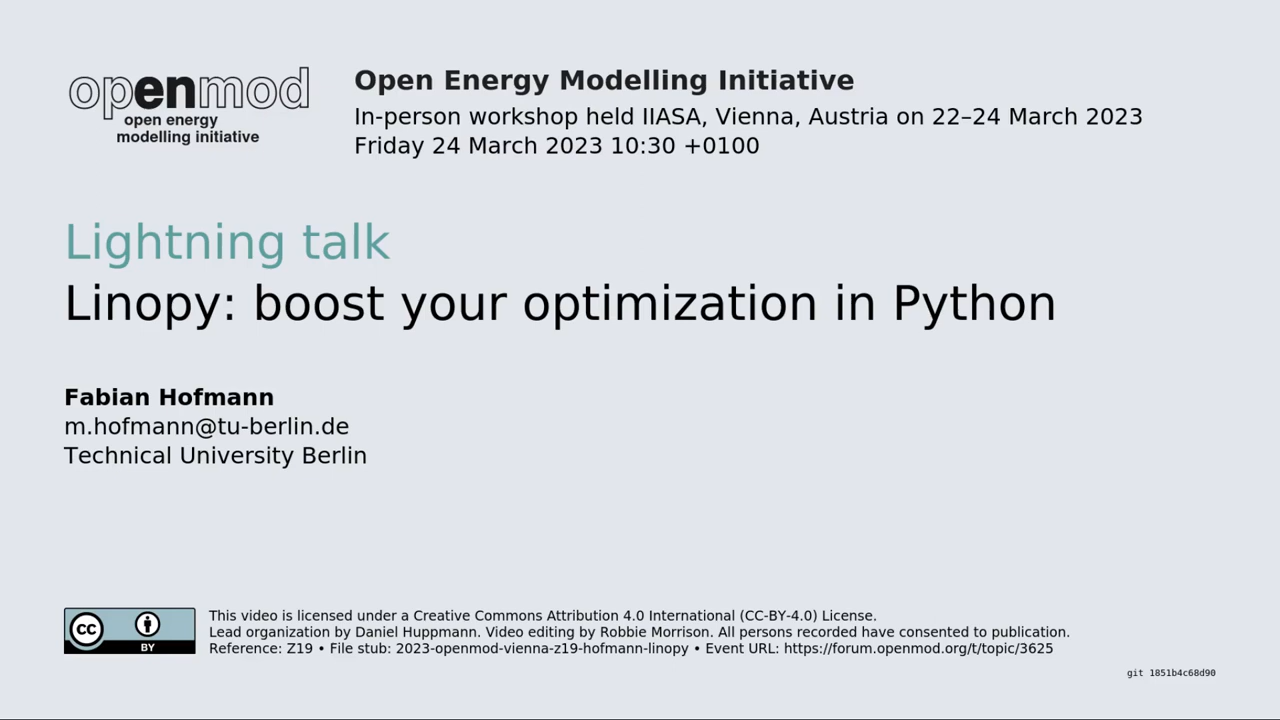 openmod
open energy
modelling initiative
Open Energy Modelling Initiative
In-person workshop held IIASA, Vienna, Austria on 22–24 March 2023
Friday 24 March 2023 10:30 +0100
Lightning talk
Linopy: boost your optimization in Python
Fabian Hofmann
m.hofmann@tu-berlin.de
Technical University Berlin
cc
BY
This video is licensed under a Creative Commons Attribution 4.0 International (CC-BY-4.0) License.
Lead organization by Daniel Huppmann. Video editing by Robbie Morrison. All persons recorded have consented to publication.
Reference: Z19 • File stub: 2023-openmod-vienna-z19-hofmann-linopy • Event URL: https://forum.openmod.org/t/topic/3625
git 1851b4c68d90